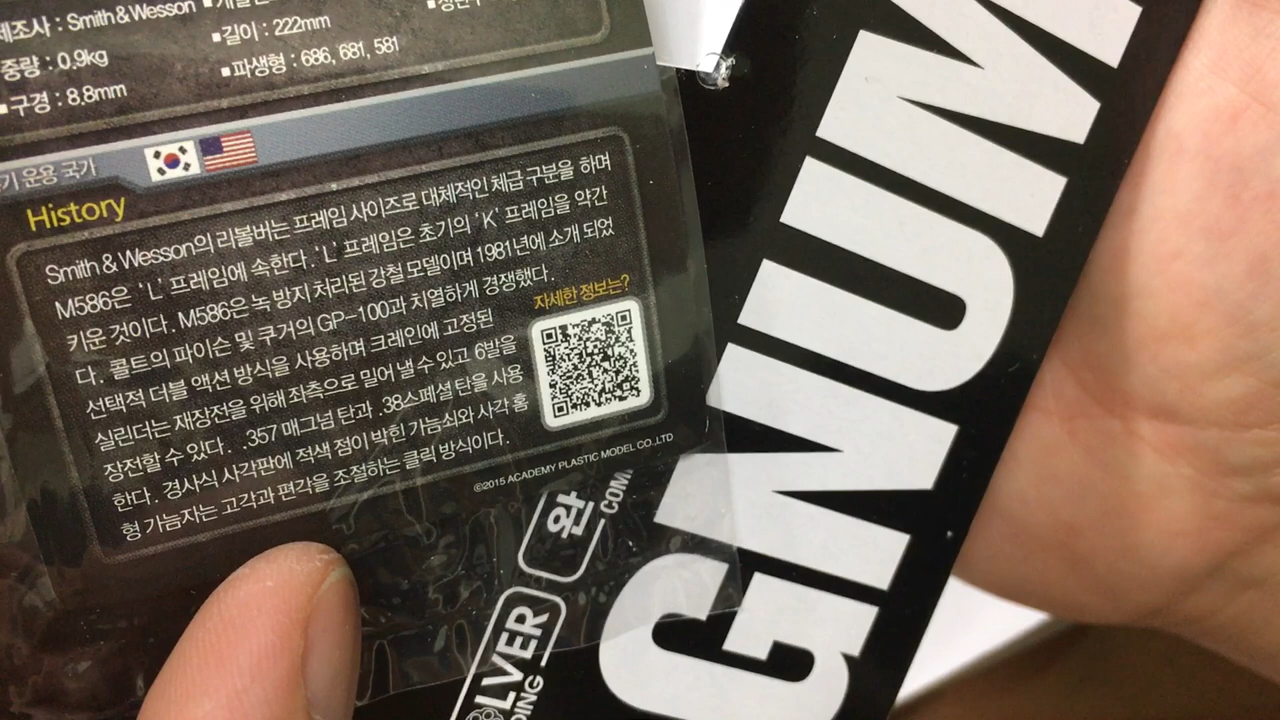 제조사 : Smith & Wesson
중량 : 0.9kg
■길이 : 222mm
■구경 : 8.8mm
■파생형 : 686, 681, 581
운용 국가
History
Smith & Wesson의 리볼버는 프레임 사이즈로 대체적인 체급 구분을 하며
M586은 'L' 프레임에 속한다. 'L' 프레임은 초기의 'K' 프레임을 약간
키운 것이다. M586은 녹 방지 처리된 강철 모델이며 1981년에 소개 되었
다. 콜트의 파이슨 및 쿠거의 GP-100과 치열하게 경쟁했다.
선택적 더블 액션 방식을 사용하며 크레인에 고정된
실린더는 재장전을 위해 좌측으로 밀어 낼 수 있고 6발을
장전할 수 있다. .357 매그넘 탄과 .38스페셜 탄을 사용
한다. 경사식 사각판에 적색 점이 박힌 가늠쇠와 사각 홈
형 가늠자는 고각과 편각을 조절하는 클릭 방식이다.
자세한 정보는?
©2015 ACADEMY PLASTIC MODEL CO.,LTD
완
COM
LVER
DING
GNUM